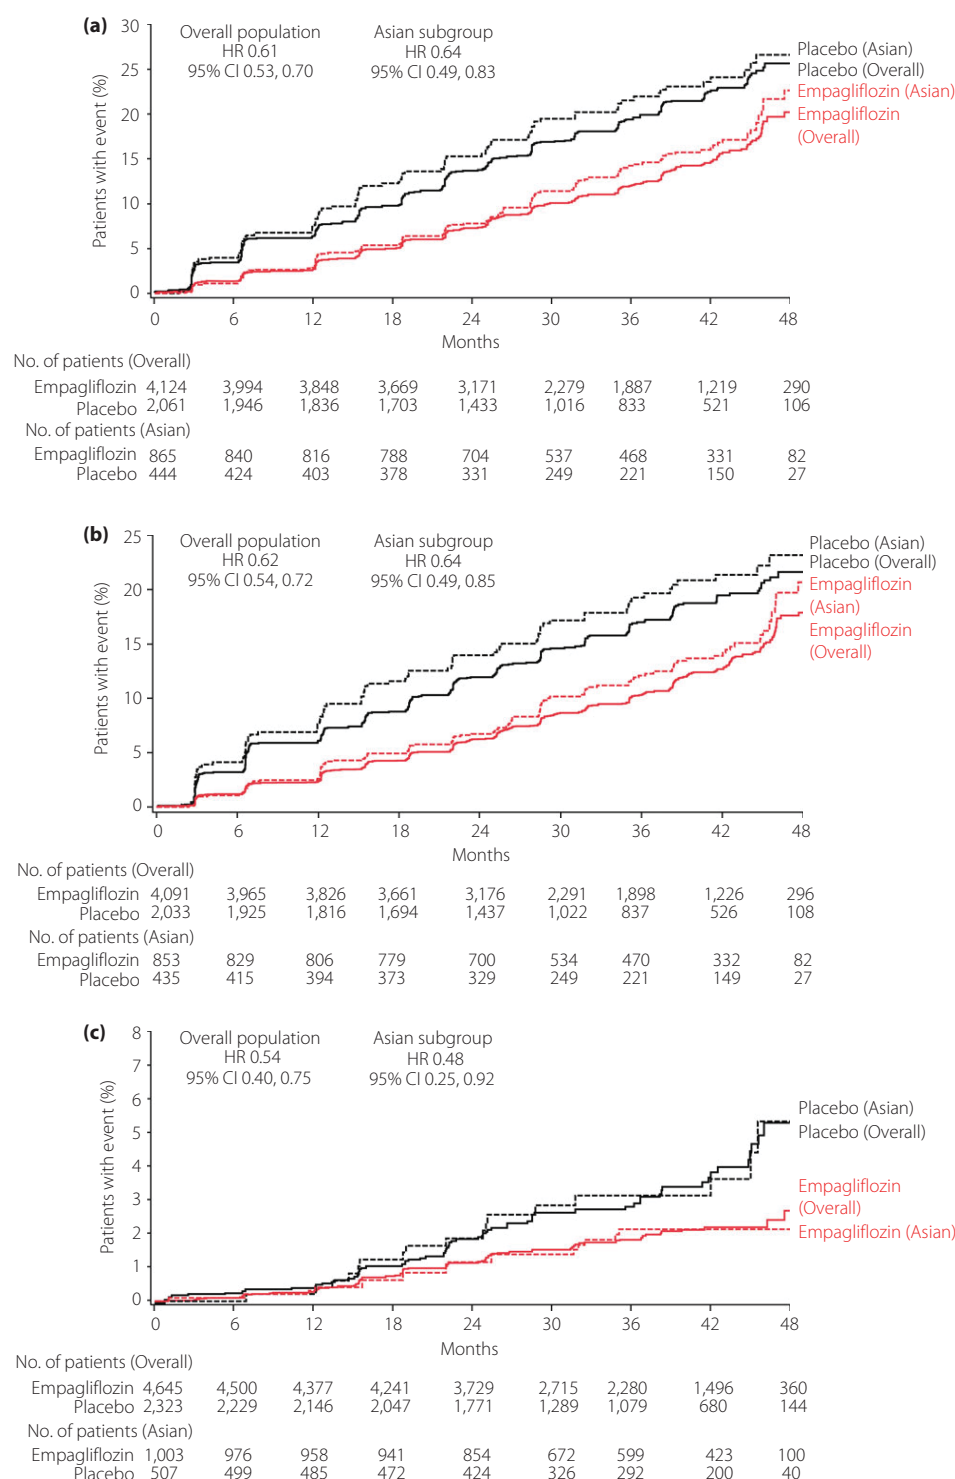 (a)
Overall population
HR 0.61
95% CI 0.53, 0.70
Asian subgroup
HR 0.64
95% CI 0.49, 0.83
Placebo (Asian)
Placebo (Overall)
Empagliflozin (Asian)
Empagliflozin
(Overall)
Patients with event (%)
30
25
20
15
10
5
0
0 6 12 18 24 30 36 42 48
Months
No. of patients (Overall)
Empagliflozin 4,124 3,994 3,848 3,669 3,171 2,279 1,887 1,219 290
Placebo 2,061 1,946 1,836 1,703 1,433 1,016 833 521 106
No. of patients (Asian)
Empagliflozin 865 840 816 788 704 537 468 331 82
Placebo 444 424 403 378 331 249 221 150 27
(b)
Overall population
HR 0.62
95% CI 0.54, 0.72
Asian subgroup
HR 0.64
95% CI 0.49, 0.85
Placebo (Asian)
Placebo (Overall)
Empagliflozin
(Asian)
Empagliflozin
(Overall)
Patients with event (%)
25
20
15
10
5
0
0 6 12 18 24 30 36 42 48
Months
No. of patients (Overall)
Empagliflozin 4,091 3,965 3,826 3,661 3,176 2,291 1,898 1,226 296
Placebo 2,033 1,925 1,816 1,694 1,437 1,022 837 526 108
No. of patients (Asian)
Empagliflozin 853 829 806 779 700 534 470 332 82
Placebo 435 415 394 373 329 249 221 149 27
(c)
Overall population
HR 0.54
95% CI 0.40, 0.75
Asian subgroup
HR 0.48
95% CI 0.25, 0.92
Placebo (Asian)
Placebo (Overall)
Empagliflozin
(Overall)
Empagliflozin (Asian)
Patients with event (%)
8
7
6
5
4
3
2
1
0
0 6 12 18 24 30 36 42 48
Months
No. of patients (Overall)
Empagliflozin 4,645 4,500 4,377 4,241 3,729 2,715 2,280 1,496 360
Placebo 2,323 2,229 2,146 2,047 1,771 1,289 1,079 680 144
No. of patients (Asian)
Empagliflozin 1,003 976 958 941 854 672 599 423 100
Placebo 507 499 485 472 424 326 292 200 40